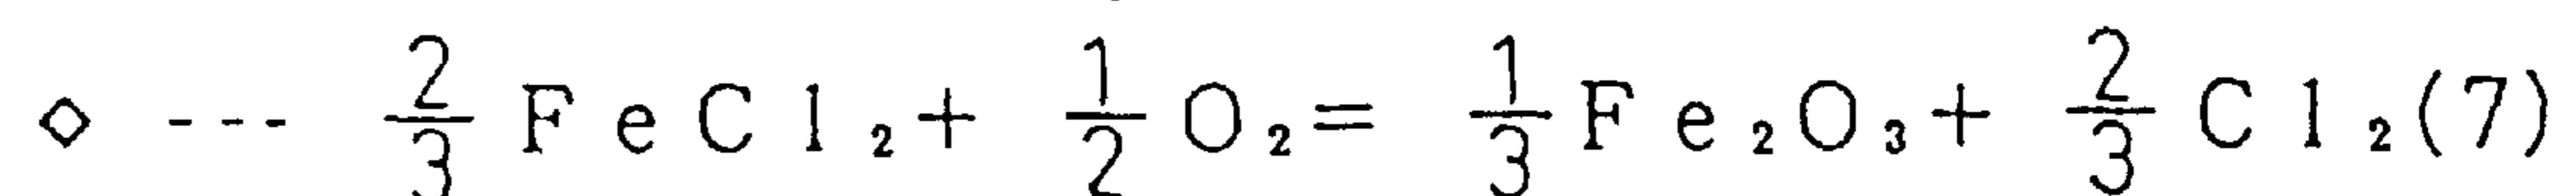 ◇ --- 2/3 FeCl₂ + 1/2 O₂ = 1/3 Fe₂O₃ + 2/3 Cl₂ (7)